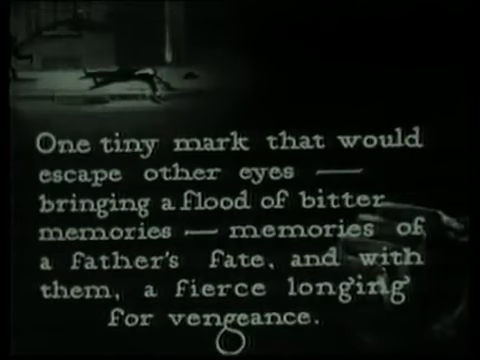 One tiny mark that would
escape other eyes —
bringing a flood of bitter
memories — memories of
a father's fate, and with
them, a fierce longing
for vengeance.